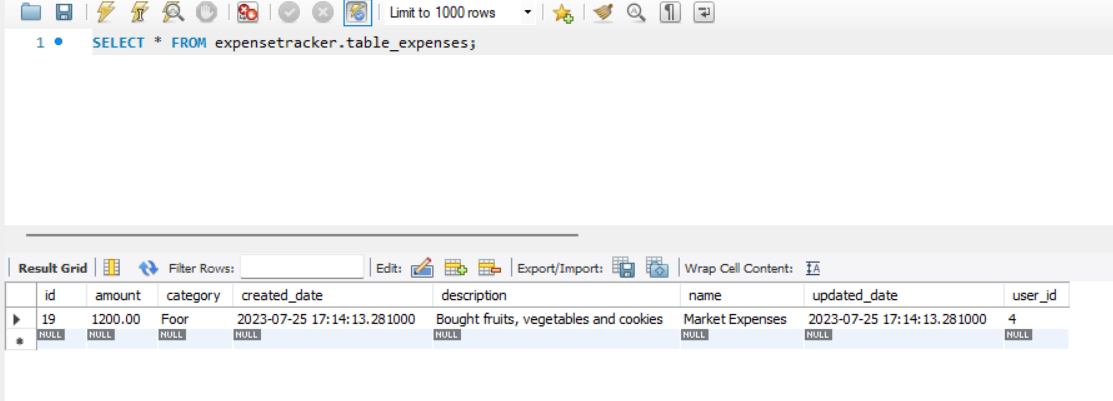 Limit to 1000 rows
1 SELECT * FROM expensetracker.table_expenses;
Result Grid Filter Rows: Edit: Export/Import: Wrap Cell Content:
id amount category created_date description name updated_date user_id
19 1200.00 Foor 2023-07-25 17:14:13.281000 Bought fruits, vegetables and cookies Market Expenses 2023-07-25 17:14:13.281000 4
NULL NULL NULL NULL NULL NULL NULL NULL